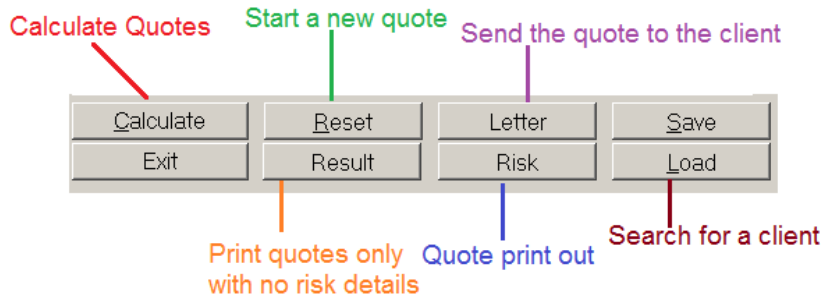 Calculate Quotes
Start a new quote
Send the quote to the client
Calculate
Reset
Letter
Save
Exit
Result
Risk
Load
Print quotes only
with no risk details
Quote print out
Search for a client